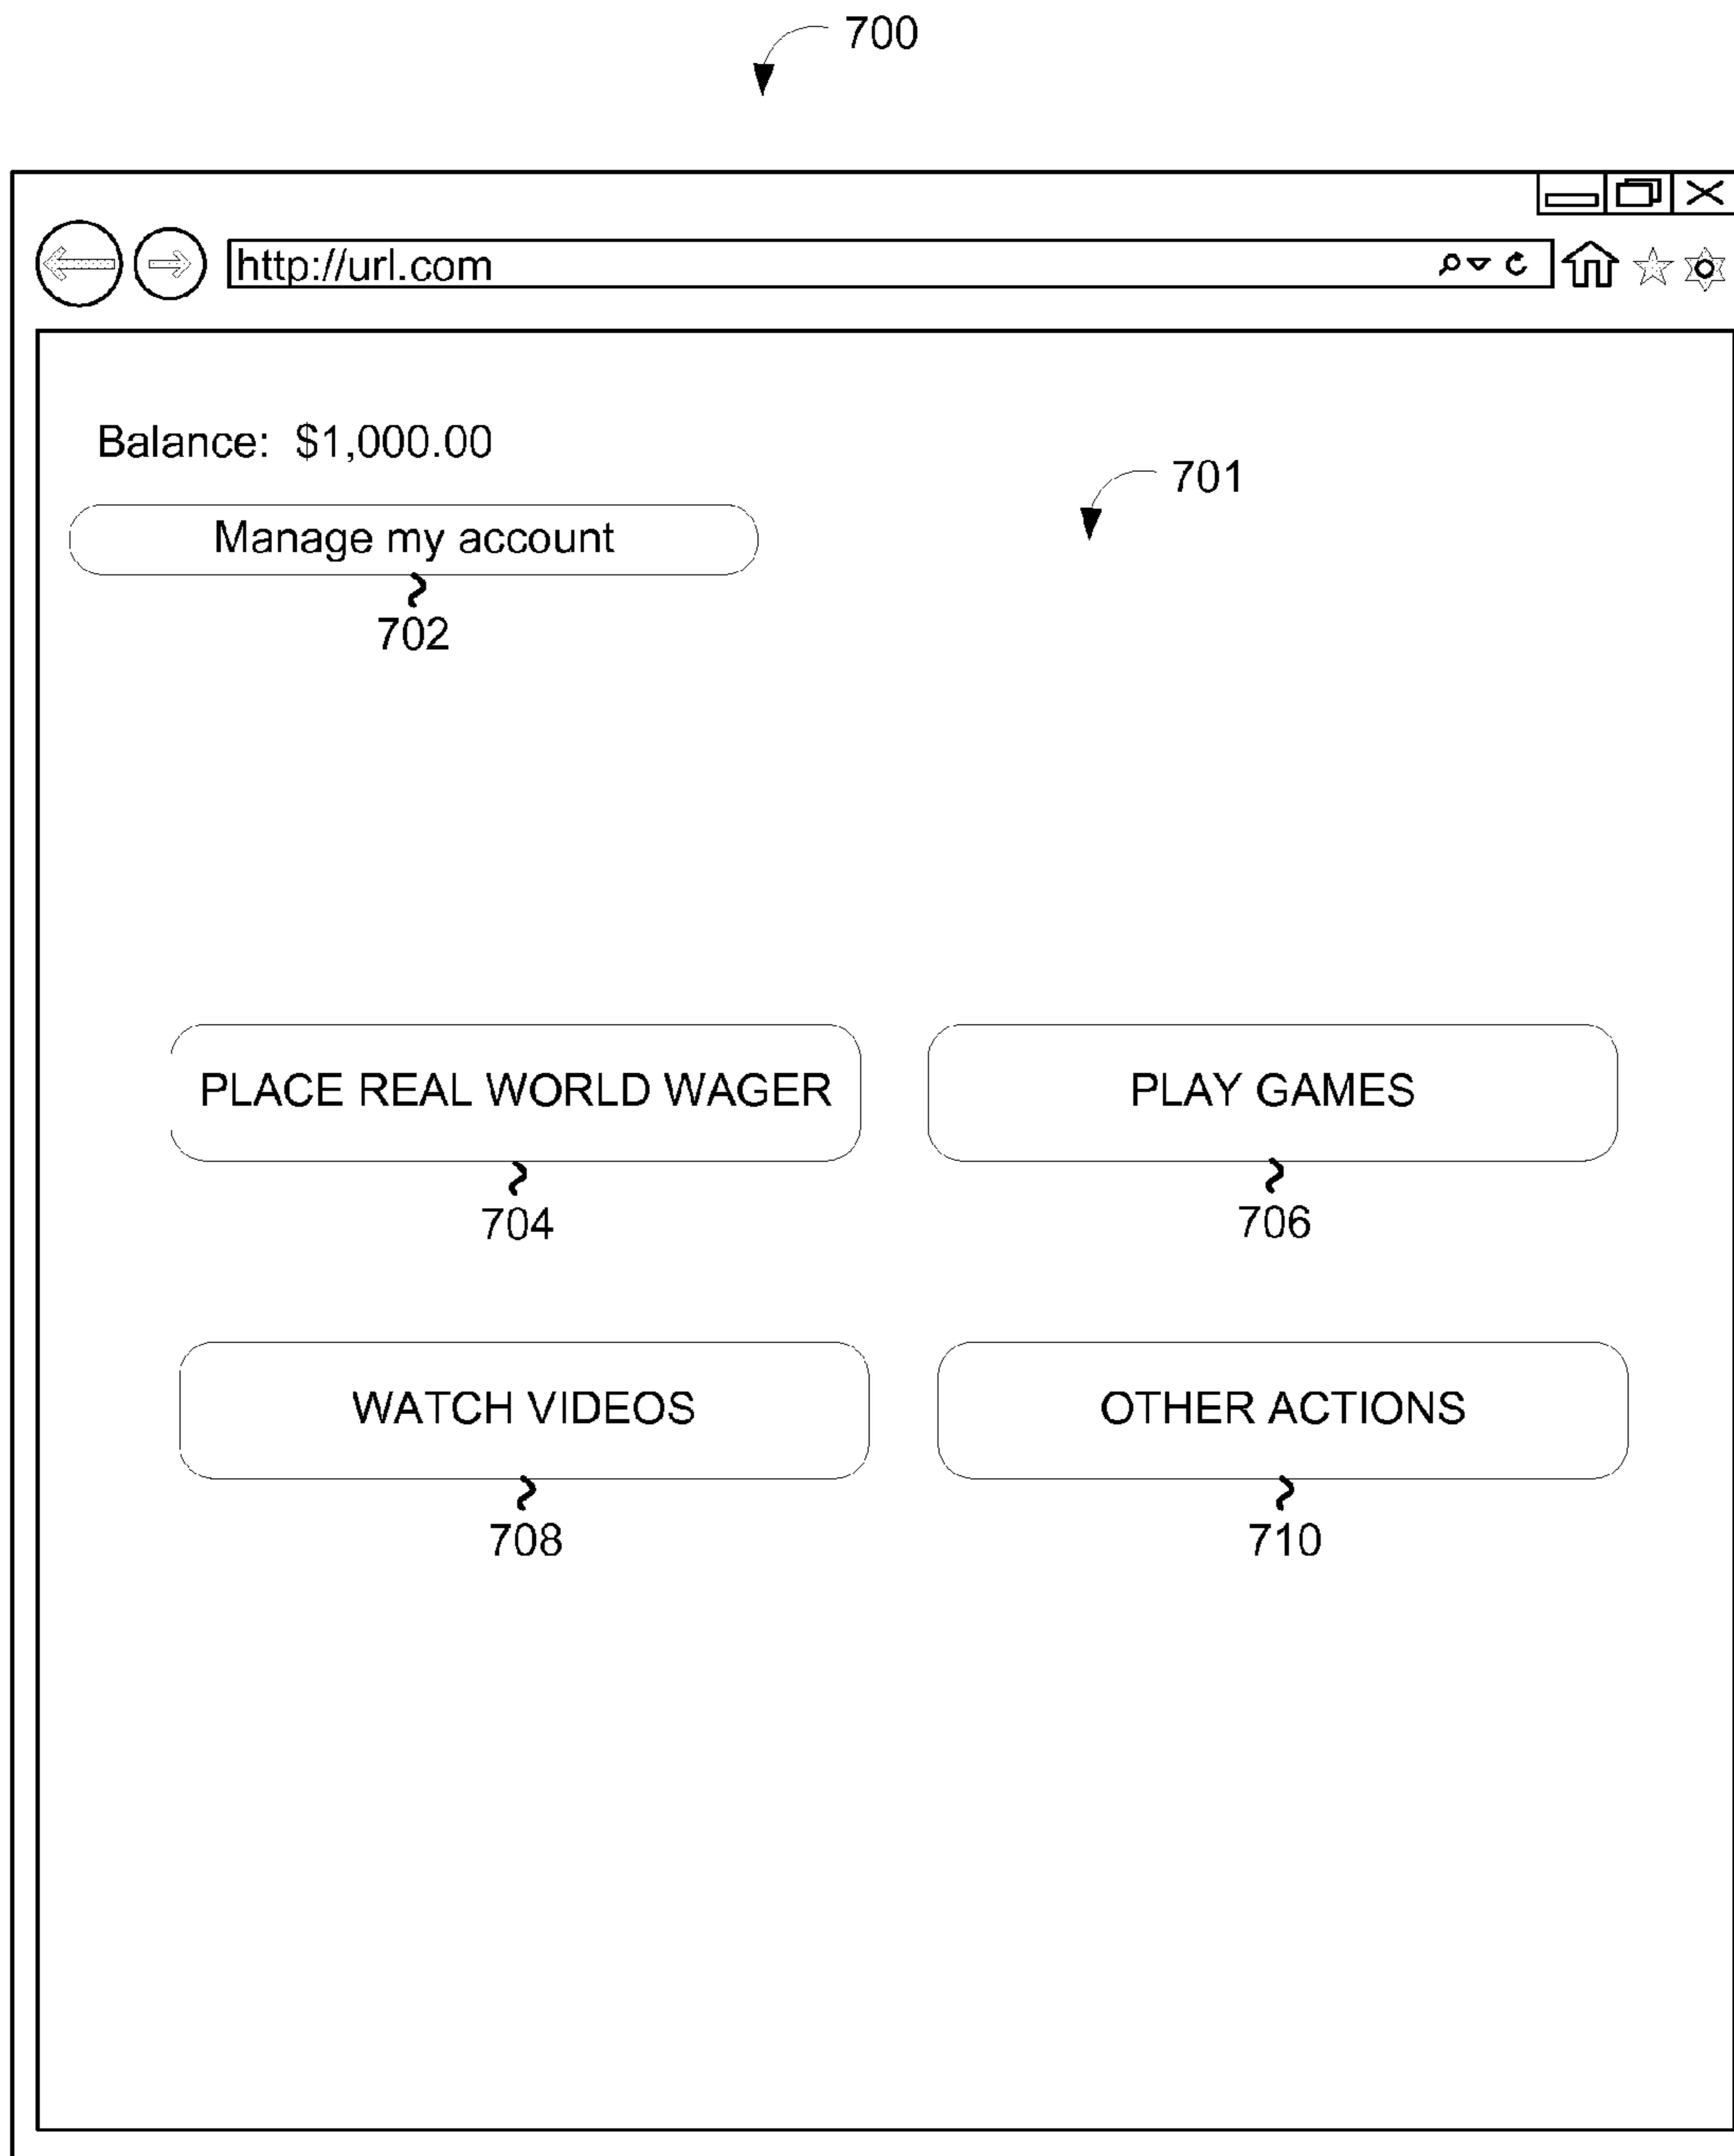 700
http://url.com
Balance: $1,000.00
701
Manage my account
702
PLACE REAL WORLD WAGER
PLAY GAMES
704
706
WATCH VIDEOS
OTHER ACTIONS
708
710